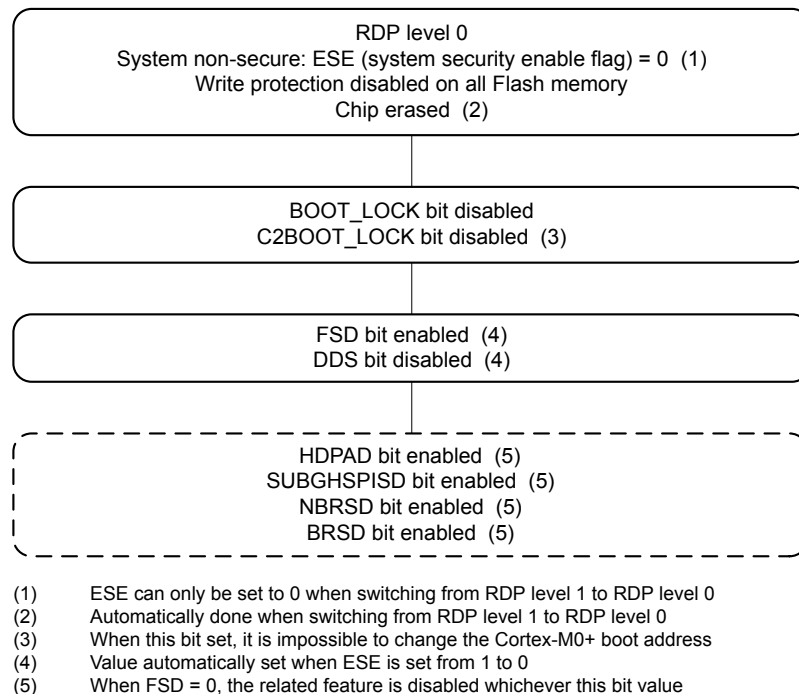 RDP level 0
System non-secure: ESE (system security enable flag) = 0 (1)
Write protection disabled on all Flash memory
Chip erased (2)
BOOT_LOCK bit disabled
C2BOOT_LOCK bit disabled (3)
FSD bit enabled (4)
DDS bit disabled (4)
HDPAD bit enabled (5)
SUBGHSPISD bit enabled (5)
NBRSD bit enabled (5)
BRSD bit enabled (5)
(1) ESE can only be set to 0 when switching from RDP level 1 to RDP level 0
(2) Automatically done when switching from RDP level 1 to RDP level 0
(3) When this bit set, it is impossible to change the Cortex-M0+ boot address
(4) Value automatically set when ESE is set from 1 to 0
(5) When FSD = 0, the related feature is disabled whichever this bit value